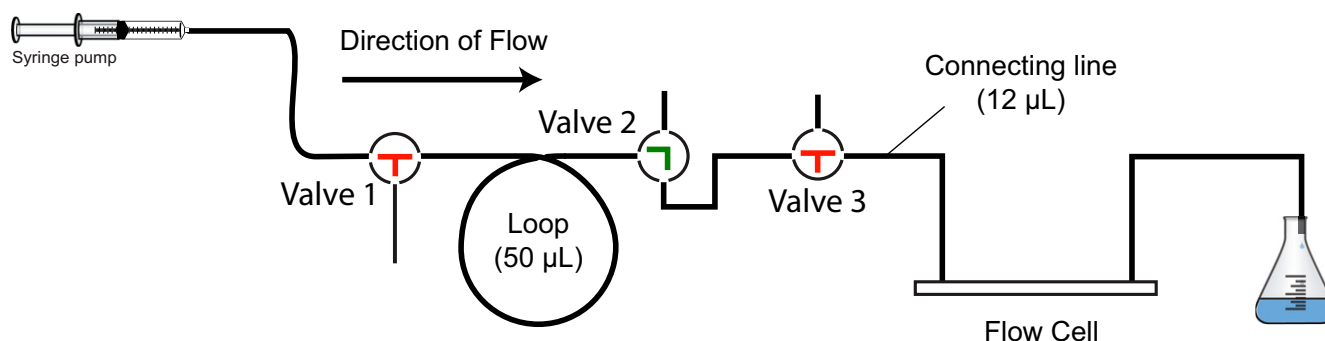 Syringe pump
Direction of Flow
Connecting line
(12 µL)
Valve 2
Valve 1
Valve 3
Loop
(50 µL)
Flow Cell